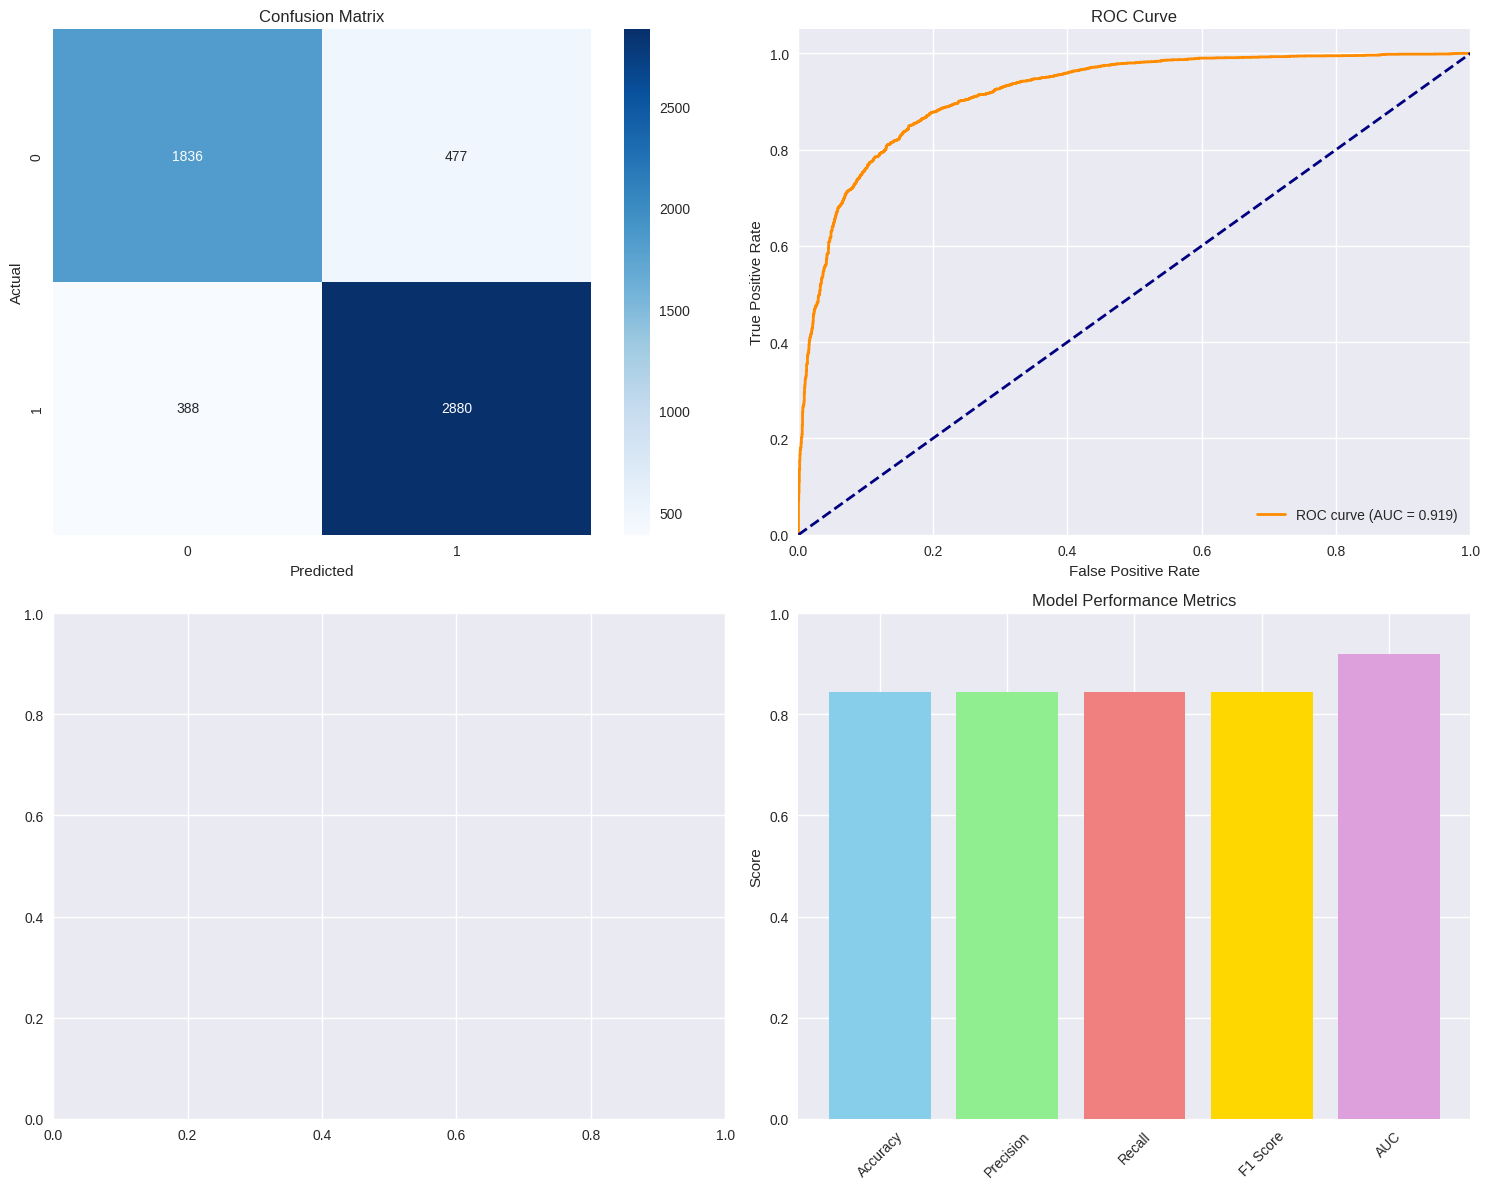 Confusion Matrix
Actual
0
1
1836
477
388
2880
0
1
Predicted
2500
2000
1500
1000
500
ROC Curve
True Positive Rate
1.0
0.8
0.6
0.4
0.2
0.0
0.0 0.2 0.4 0.6 0.8 1.0
False Positive Rate
ROC curve (AUC = 0.919)
1.0
0.8
0.6
0.4
0.2
0.0
0.0 0.2 0.4 0.6 0.8 1.0
Model Performance Metrics
Score
1.0
0.8
0.6
0.4
0.2
0.0
Accuracy
Precision
Recall
F1 Score
AUC